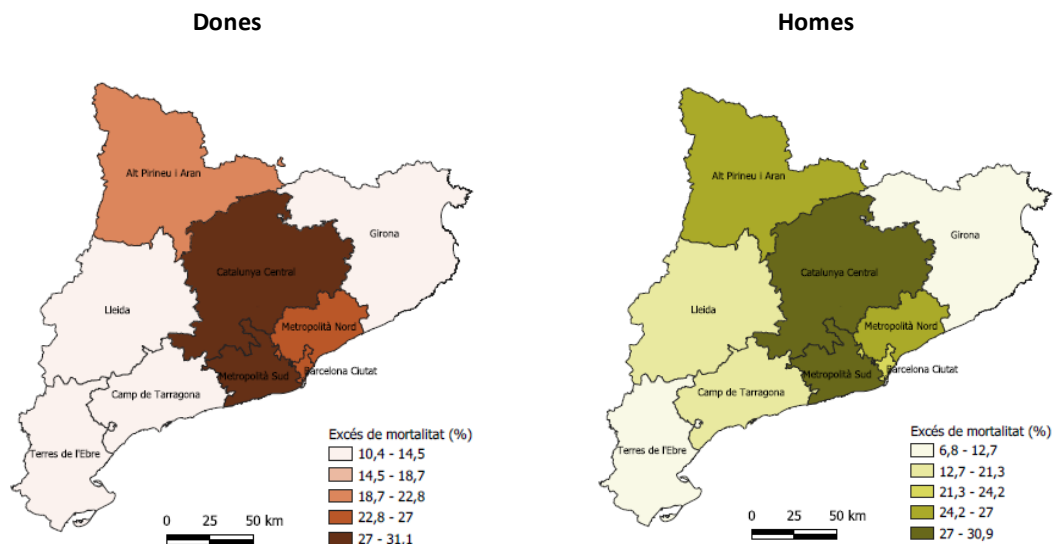 Dones
Alt Pirineu i Aran
Girona
Catalunya Central
Lleida
Metropolità Nord
Barcelona Ciutat
Metropolità Sud
Camp de Tarragona
Terres de l'Ebre
Excés de mortalitat (%)
10,4 - 14,5
14,5 - 18,7
18,7 - 22,8
22,8 - 27
27 - 31,1
0 25 50 km
Homes
Alt Pirineu i Aran
Girona
Catalunya Central
Lleida
Metropolità Nord
Barcelona Ciutat
Metropolità Sud
Camp de Tarragona
Terres de l'Ebre
Excés de mortalitat (%)
6,8 - 12,7
12,7 - 21,3
21,3 - 24,2
24,2 - 27
27 - 30,9
0 25 50 km